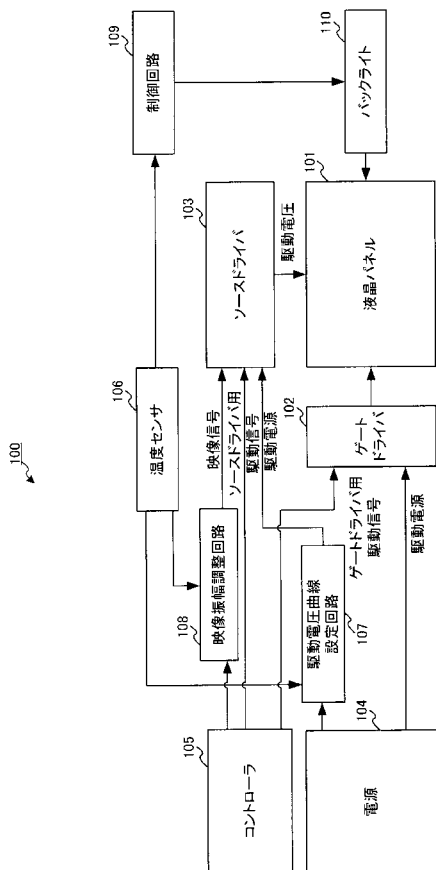 100
109
制御回路
110
バックライト
106
温度センサ
103
ソースドライバ
101
液晶パネル
駆動電圧
108
映像振幅調整回路
映像信号
ソースドライバ用
駆動信号
駆動電源
102
ゲート
ドライバ
ゲートドライバ用
駆動信号
駆動電源
105
コントローラ
107
駆動電圧曲線
設定回路
104
電源